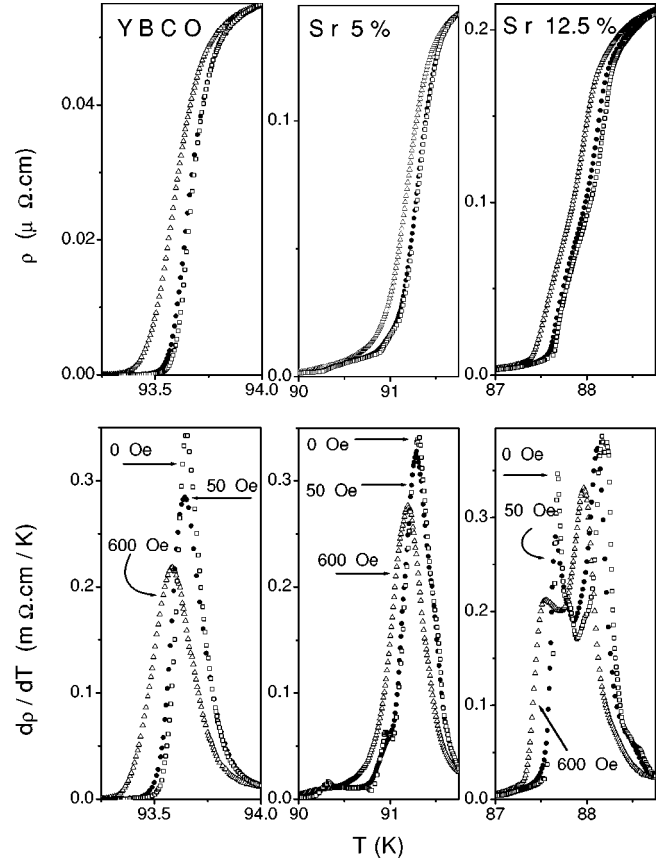 YBCO
Sr 5%
Sr 12.5%
0.04
0.02
0.00
0.1
0.0
0.2
0.1
0.0
93.5
94.0
90
91
87
88
ρ (μ Ω.cm)
0 Oe
50 Oe
600 Oe
0 Oe
50 Oe
600 Oe
0 Oe
50 Oe
600 Oe
0.3
0.2
0.1
0.0
0.3
0.2
0.1
0.0
0.3
0.2
0.1
0.0
93.5
94.0
90
91
87
88
dρ / dT (m Ω.cm / K)
T (K)